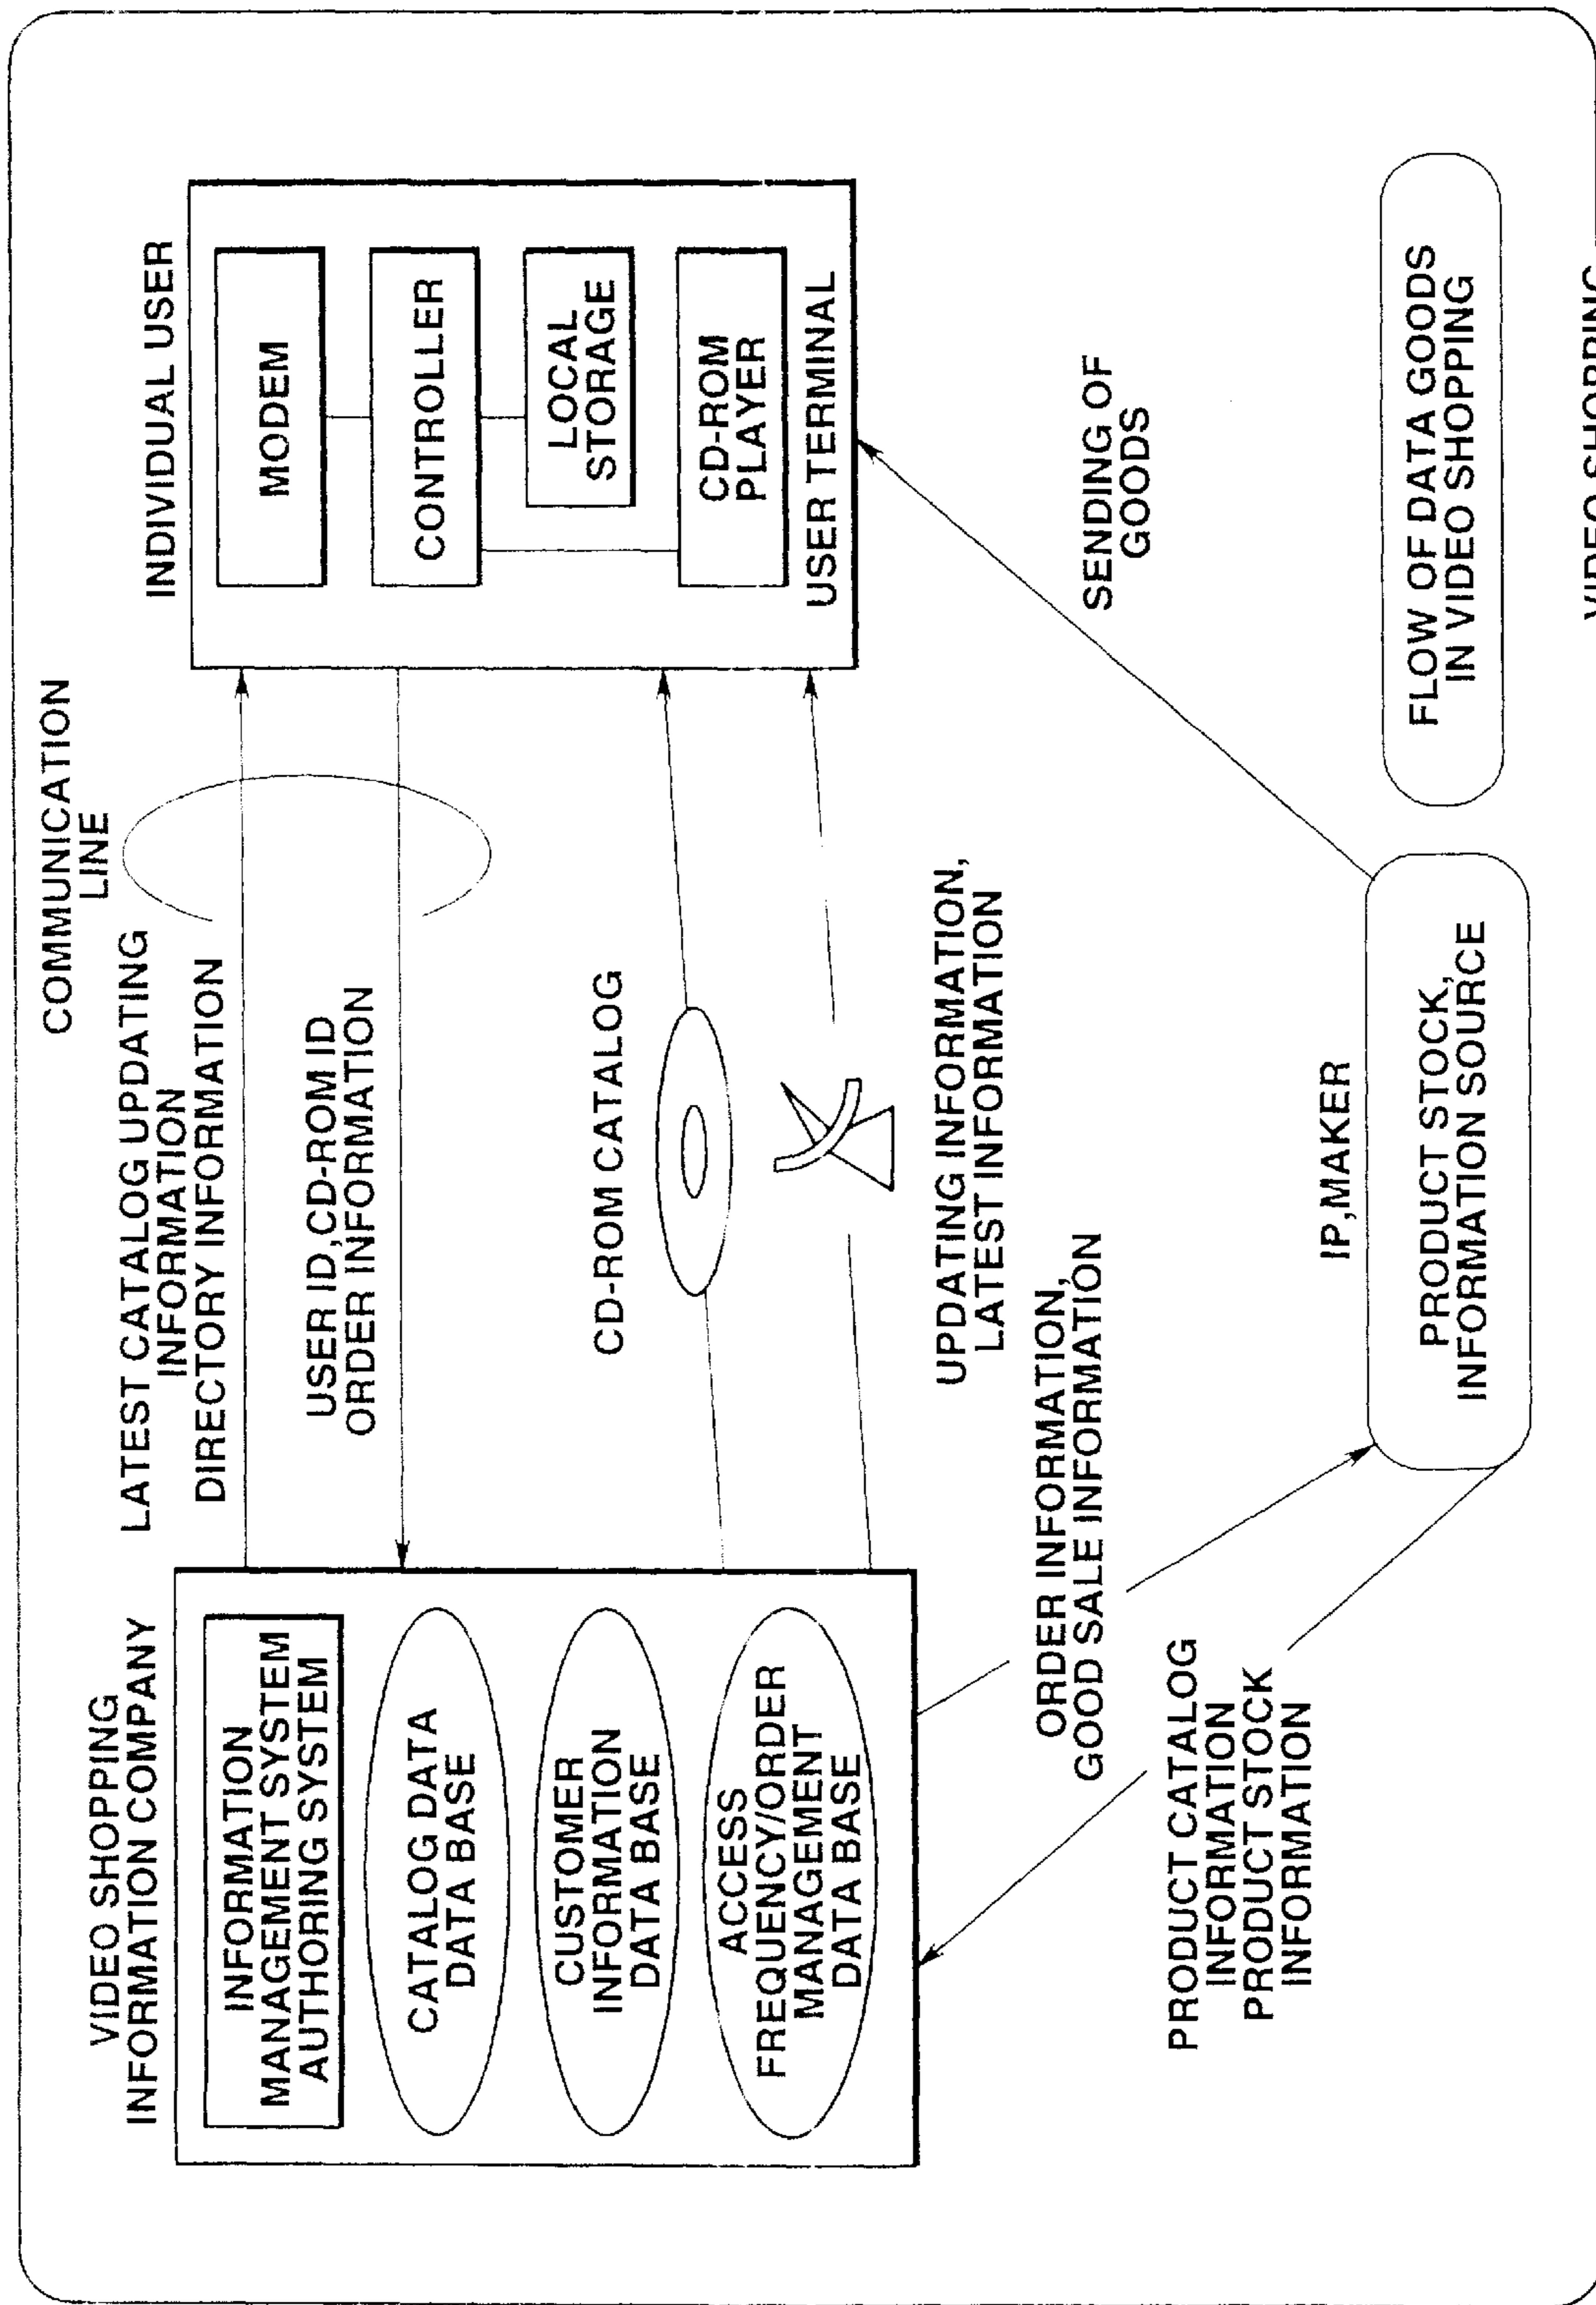 COMMUNICATION
LINE
VIDEO SHOPPING
INFORMATION COMPANY
INFORMATION
MANAGEMENT SYSTEM
AUTHORING SYSTEM
CATALOG DATA
DATA BASE
CUSTOMER
INFORMATION
DATA BASE
ACCESS
FREQUENCY/ORDER
MANAGEMENT
DATA BASE
LATEST CATALOG UPDATING
INFORMATION
DIRECTORY INFORMATION
USER ID,CD-ROM ID
ORDER INFORMATION
CD-ROM CATALOG
UPDATING INFORMATION,
LATEST INFORMATION
INDIVIDUAL USER
MODEM
CONTROLLER
LOCAL
STORAGE
CD-ROM
PLAYER
USER TERMINAL
ORDER INFORMATION,
GOOD SALE INFORMATION
SENDING OF
GOODS
PRODUCT CATALOG
INFORMATION
PRODUCT STOCK
INFORMATION
IP,MAKER
PRODUCT STOCK,
INFORMATION SOURCE
FLOW OF DATA GOODS
IN VIDEO SHOPPING
VIDEO SHOPPING